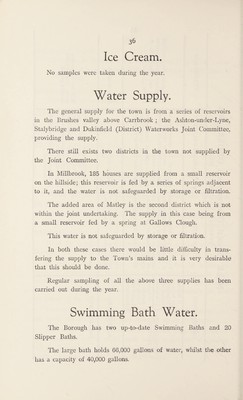 36
Ice Cream.
No samples were taken during the year.
Water Supply.
The general supply for the town is from a series of reservoirs
in the Brushes valley above Carrbrook ; the Ashton-under-Lyne,
Stalybridge and Dukinfield (District) Waterworks Joint Committee,
providing the supply.
There still exists two districts in the town not supplied by
the Joint Committee.
In Millbrook, 185 houses are supplied from a small reservoir
on the hillside; this reservoir is fed by a series of springs adjacent
to it, and the water is not safeguarded by storage or filtration.
The added area of Matley is the second district which is not
within the joint undertaking. The supply in this case being from
a small reservoir fed by a spring at Gallows Clough.
This water is not safeguarded by storage or filtration.
In both these cases there would be little difficulty in trans-
fering the supply to the Town's mains and it is very desirable
that this should be done.
Regular sampling of all the above three supplies has been
carried out during the year.
Swimming Bath Water.
The Borough has two up-to-date Swimming Baths and 20
Slipper Baths.
The large bath holds 66,000 gallons of water, whilst the other
has a capacity of 40,000 gallons.